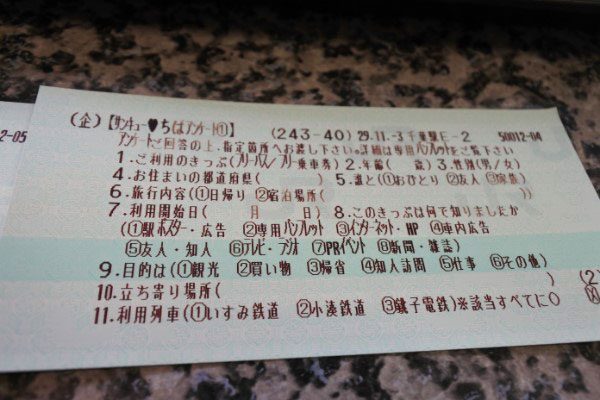 (企)【サンキュー♥ちばアンケート①】 (243-40) 29.11.-3千葉駅E-2 50012-04
アンケートご回答の上、指定箇所へお渡し下さい。詳細は専用パンフレットをご覧下さい
1.ご利用のきっぷ(フリーパス/フリー乗車券) 2.年齢( 歳)3.性別(男/女)
4.お住まいの都道府県( ) 5.誰と(①おひとり ②友人 ③家族)
6.旅行内容(①日帰り ②宿泊場所( )
7.利用開始日( 月 日) 8.このきっぷは何で知りましたか
(①駅ポスター・広告 ②専用パンフレット ③インターネット・HP ④車内広告
⑤友人・知人 ⑥テレビ・ラジオ ⑦PRイベント ⑧新聞・雑誌)
9.目的は(①観光 ②買い物 ③帰省 ④知人訪問 ⑤仕事 ⑥その他)
10.立ち寄り場所(
11.利用列車(①いすみ鉄道 ②小湊鉄道 ③銚子電鉄)※該当すべてに○
(2)
2-05